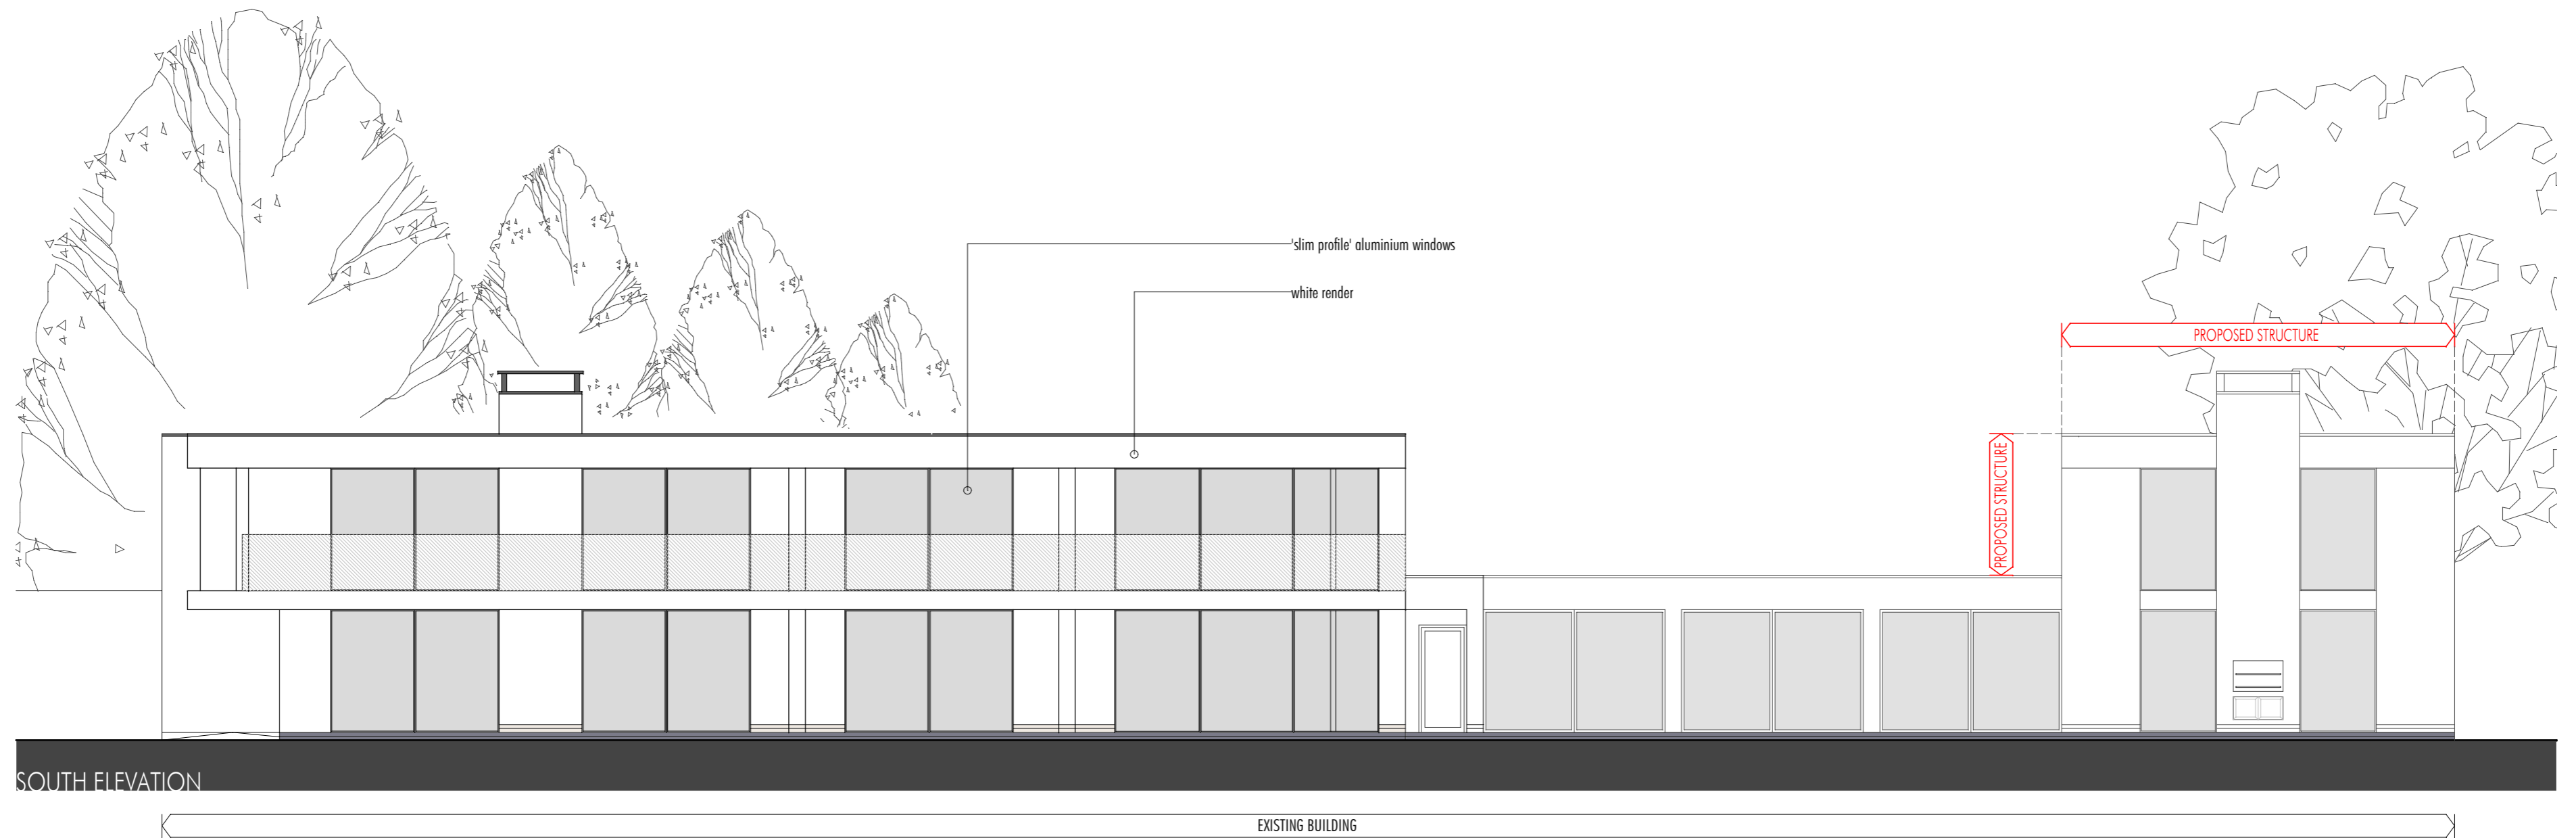 'slim profile' aluminium windows
white render
PROPOSED STRUCTURE
PROPOSED STRUCTURE
SOUTH ELEVATION
EXISTING BUILDING